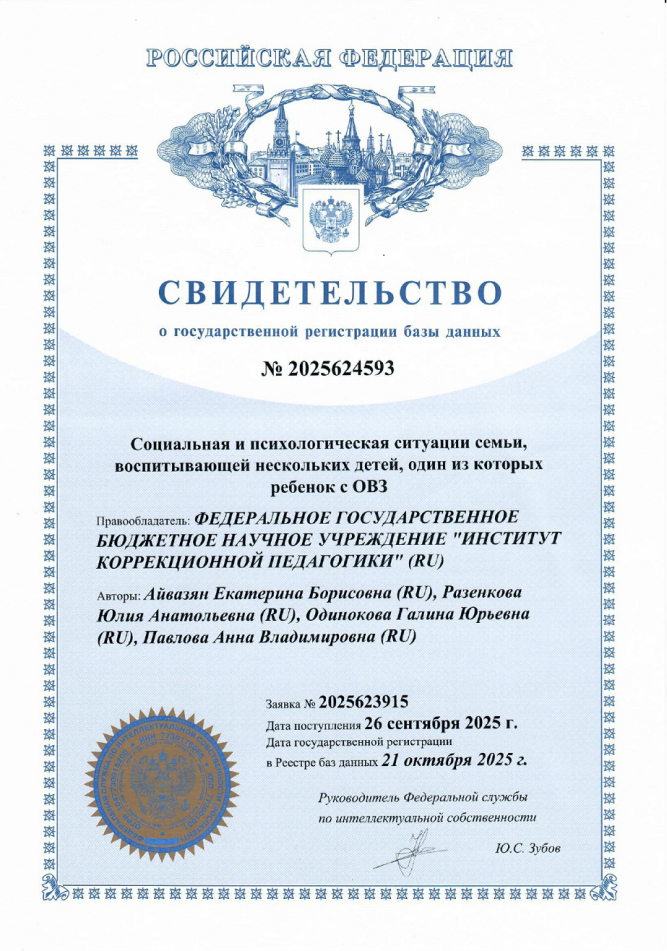 РОССИЙСКАЯ ФЕДЕРАЦИЯ
СВИДЕТЕЛЬСТВО
о государственной регистрации базы данных
№ 2025624593
Социальная и психологическая ситуации семьи,
воспитывающей нескольких детей, один из которых
ребенок с ОВЗ
Правообладатель: ФЕДЕРАЛЬНОЕ ГОСУДАРСТВЕННОЕ
БЮДЖЕТНОЕ НАУЧНОЕ УЧРЕЖДЕНИЕ "ИНСТИТУТ
КОРРЕКЦИОННОЙ ПЕДАГОГИКИ" (RU)
Авторы: Айвазян Екатерина Борисовна (RU), Разенкова
Юлия Анатольевна (RU), Одинокова Галина Юрьевна
(RU), Павлова Анна Владимировна (RU)
Заявка № 2025623915
Дата поступления 26 сентября 2025 г.
Дата государственной регистрации
в Реестре баз данных 21 октября 2025 г.
Руководитель Федеральной службы
по интеллектуальной собственности
Ю.С. Зубов